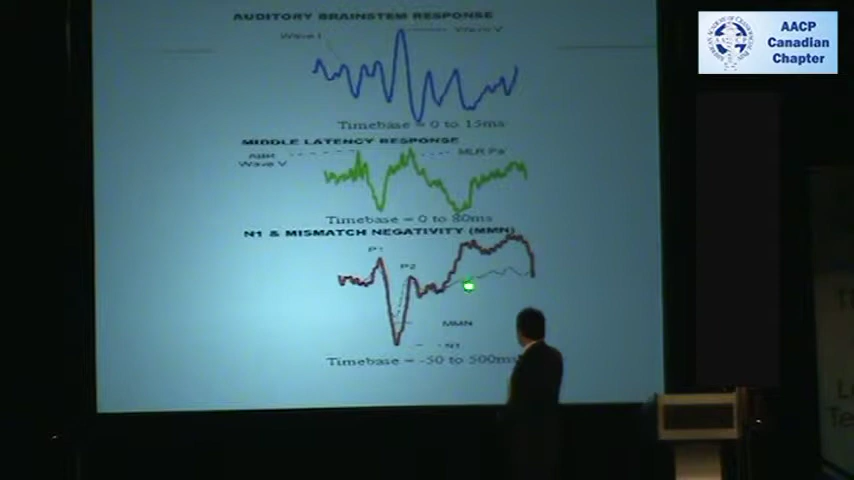 AUDITORY BRAINSTEM RESPONSE
Wave I
Wave V
Timebase = 0 to 15ms
MIDDLE LATENCY RESPONSE
ABR
Wave V
MLR Pa
Timebase = 0 to 80ms
N1 & MISMATCH NEGATIVITY (MMN)
P1
P2
MMN
N1
Timebase = -50 to 500ms
AACP
Canadian
Chapter